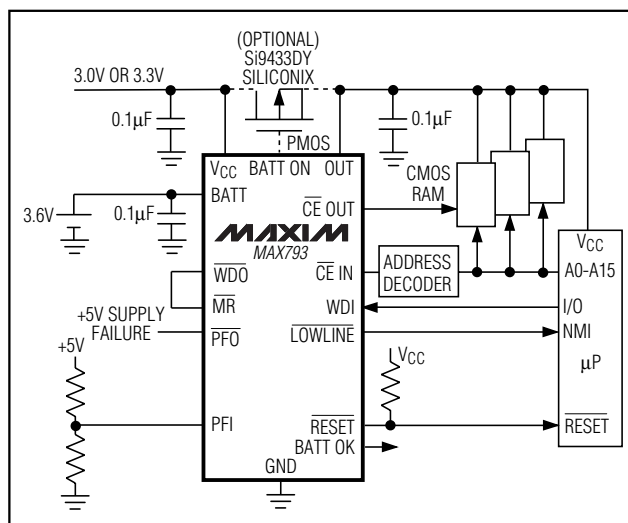 (OPTIONAL)
Si9433DY
SILICONIX
3.0V OR 3.3V
0.1µF
0.1µF
PMOS
VCC BATT ON OUT
BATT
CE OUT
CMOS
RAM
3.6V
0.1µF
MAXIM
MAX793
VCC
WDO
CE IN
ADDRESS
DECODER
A0-A15
MR
WDI
I/O
+5V SUPPLY
FAILURE
PFO
LOWLINE
NMI
+5V
VCC
µP
PFI
RESET
RESET
BATT OK
GND